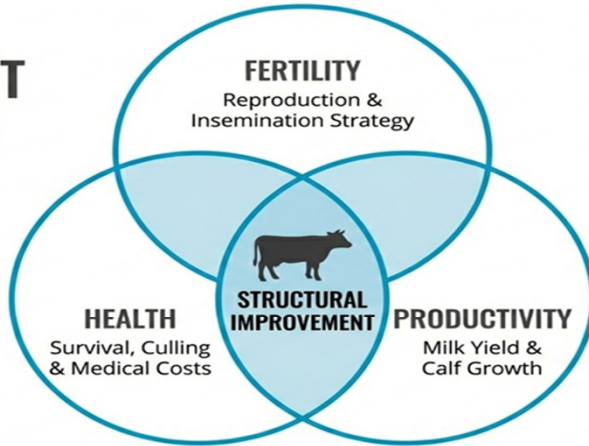 T
FERTILITY
Reproduction &
Insemination Strategy
STRUCTURAL
IMPROVEMENT
HEALTH
Survival, Culling
& Medical Costs
PRODUCTIVITY
Milk Yield &
Calf Growth